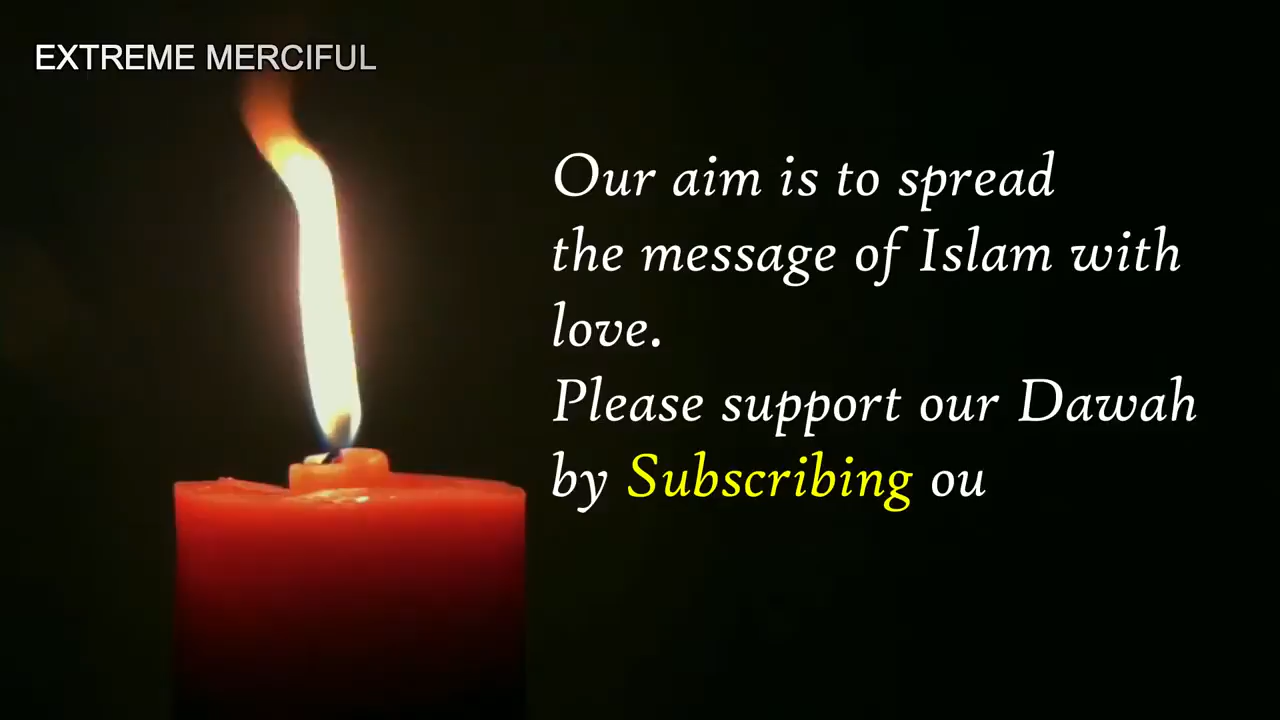 EXTREME MERCIFUL
Our aim is to spread
the message of Islam with
love.
Please support our Dawah
by Subscribing ou